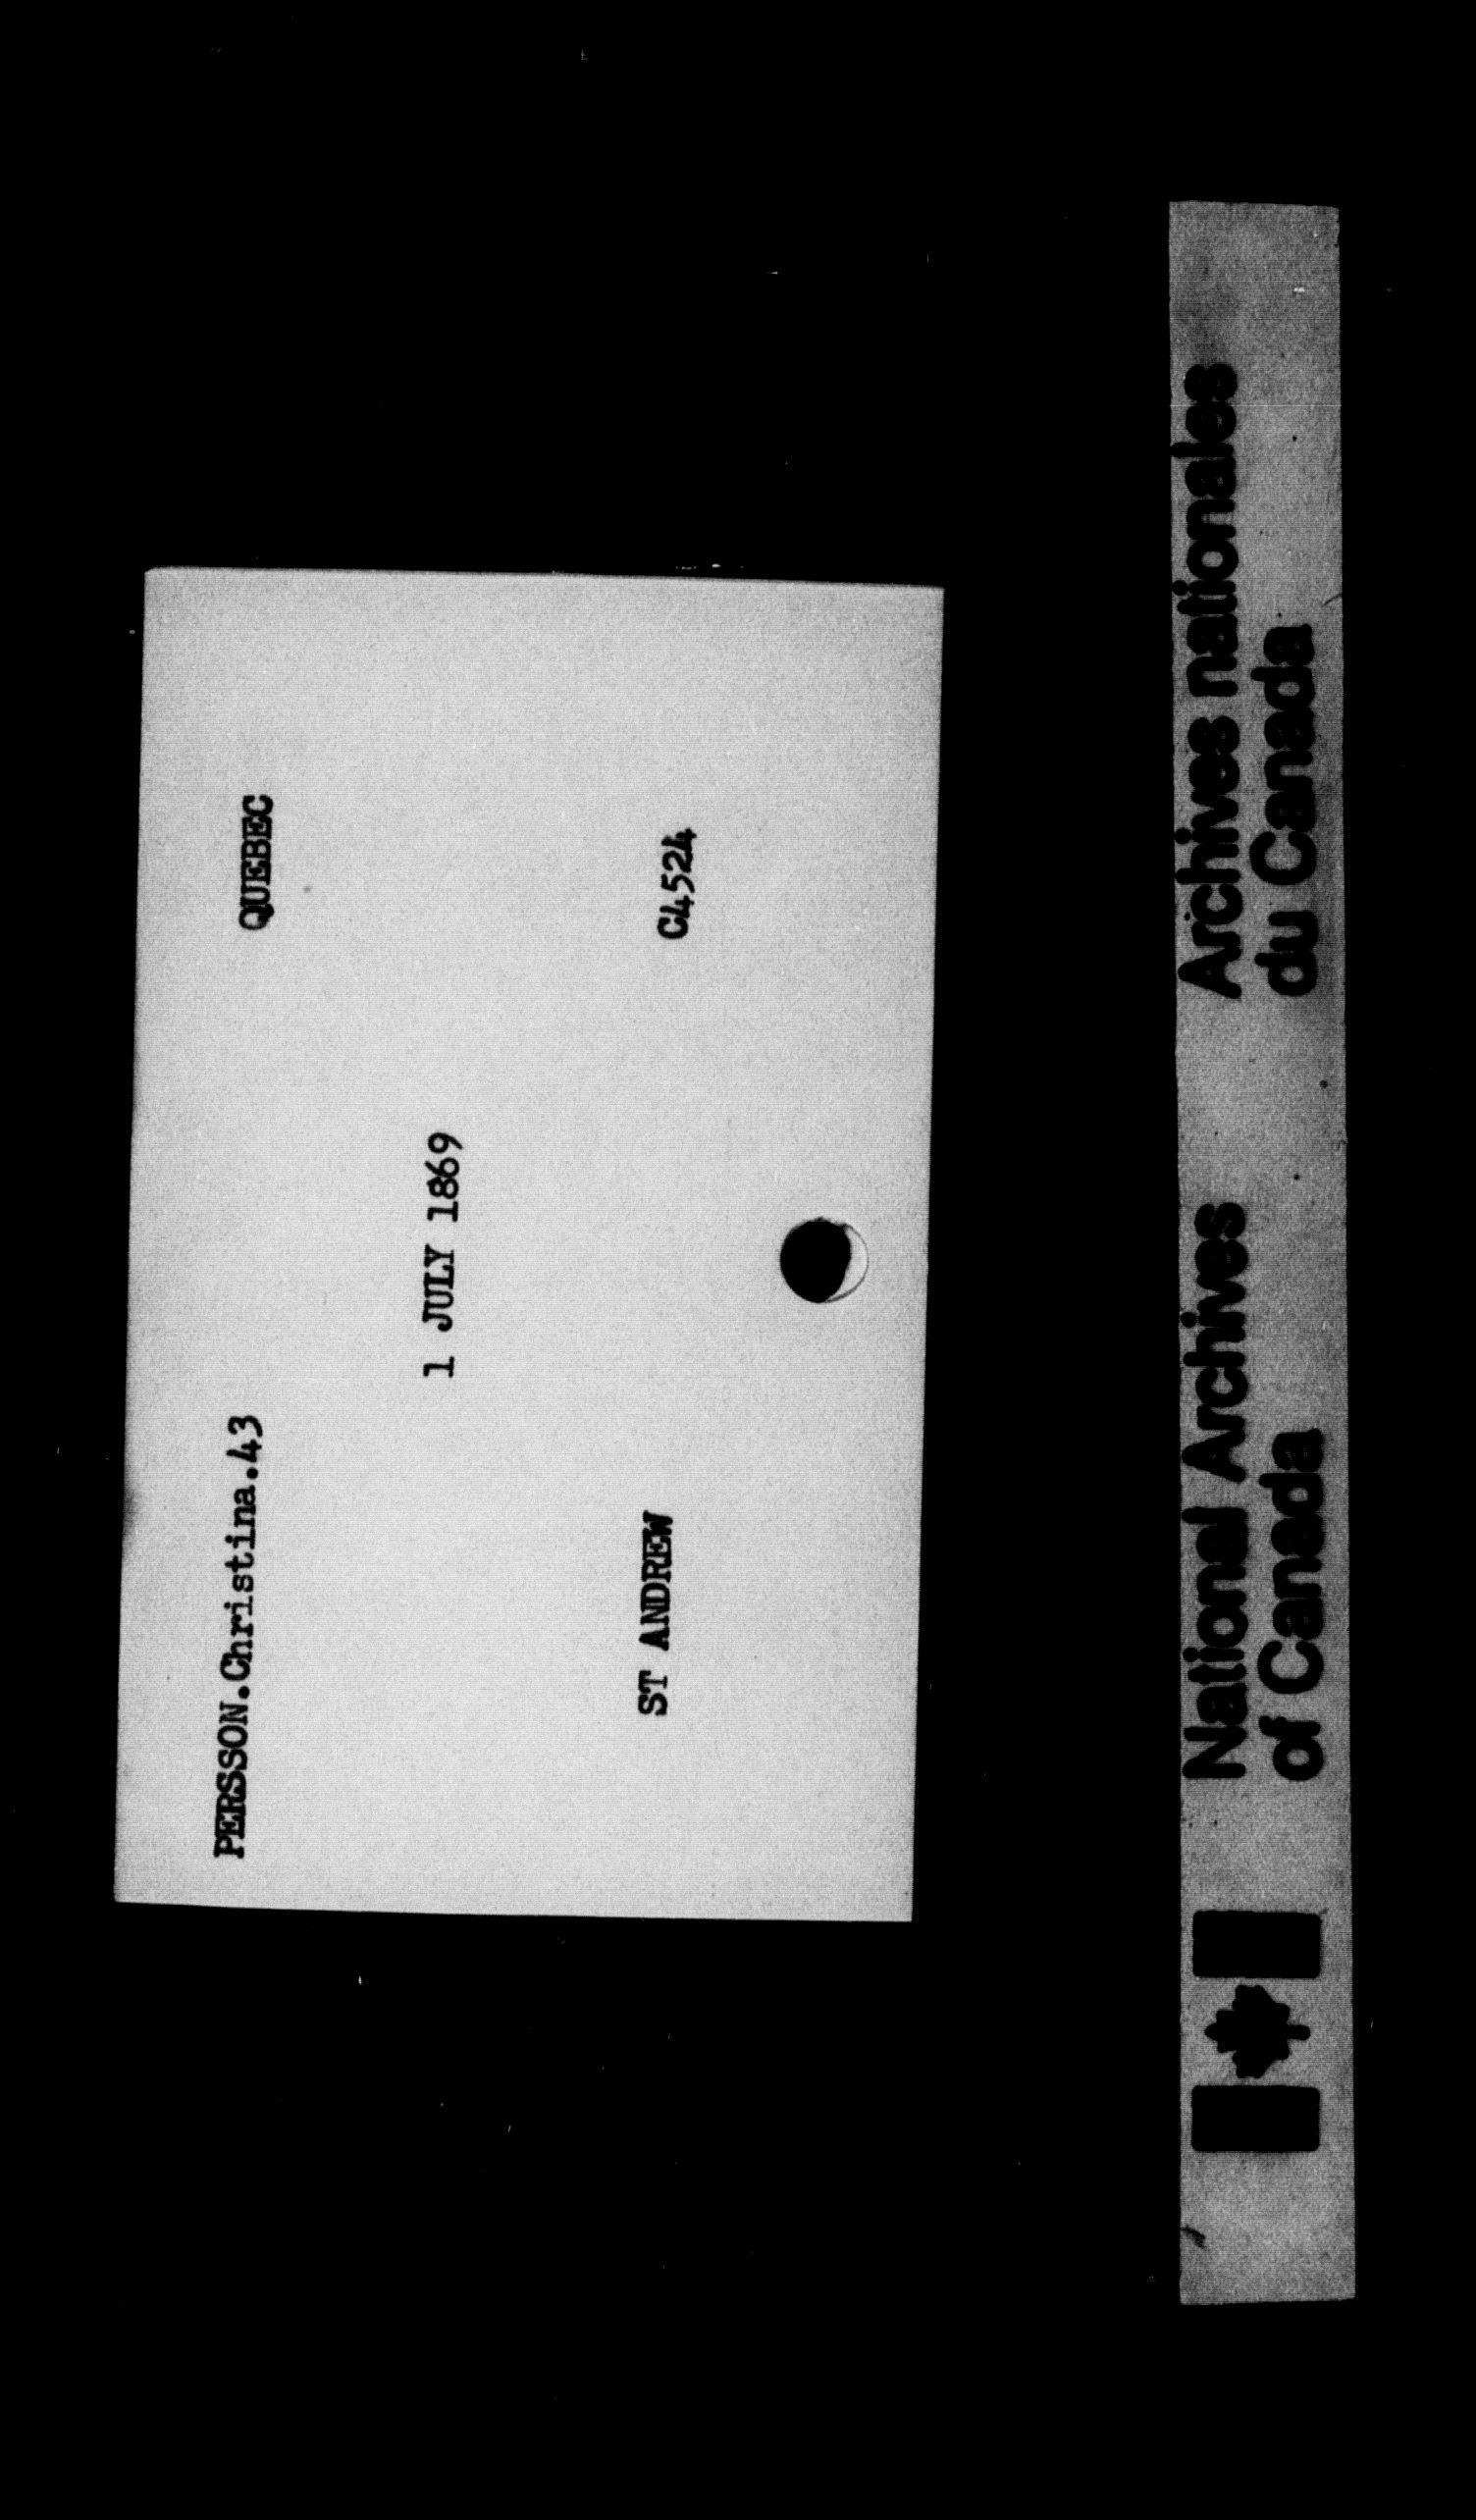 PERSSON.Christina.43 QUEBEC
1 JULY 1869
ST ANDREW C4524
National Archives
of Canada
Archives nationales
du Canada